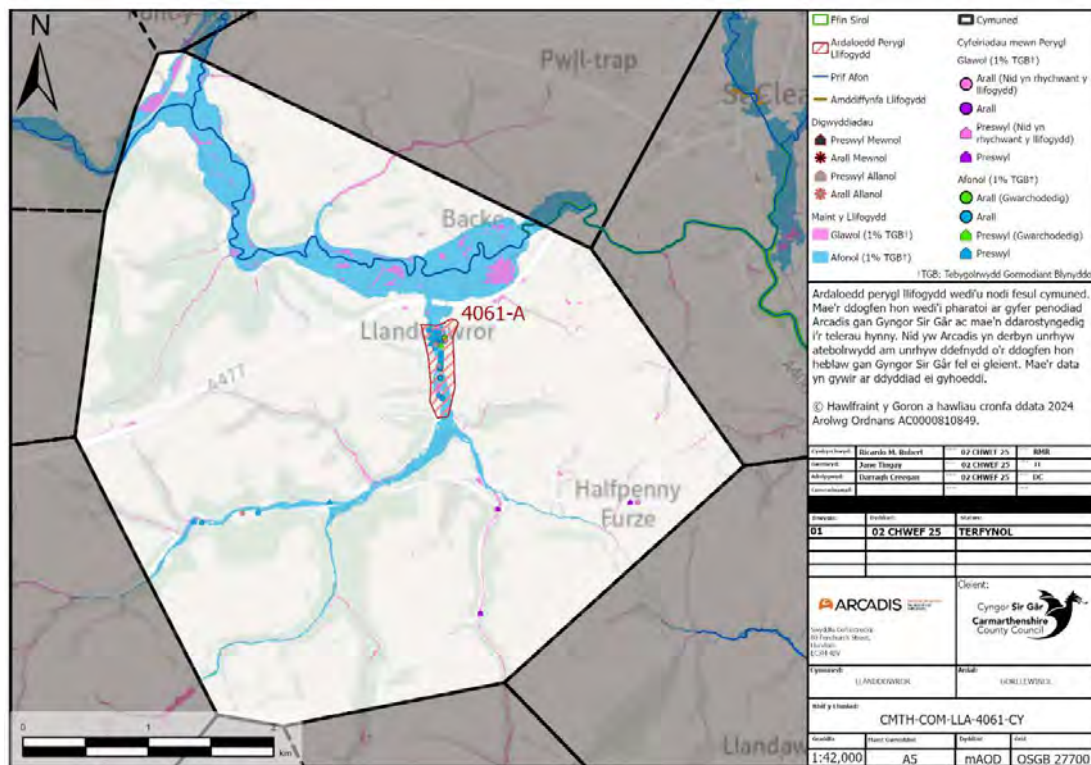 N
Pwll-trap
St Clea
Backe
4061-A
A477
Halfpenny
Furze
Llandaw
0 1 2
km
Ffin Sirol
Ardaloedd Perygl
Llifogydd
Prif Afon
Amddiffynfa Llifogydd
Digwyddiadau
Preswyl Mewnol
Arall Mewnol
Preswyl Allanol
Arall Allanol
Maint y Llifogydd
Glawol (1% TGB†)
Afonol (1% TGB†)
Cymuned
Cyfeiriadau mewn Perygl
Glawol (1% TGB†)
Arall (Nid yn rhychwant y
llifogydd)
Arall
Preswyl (Nid yn
rhychwant y llifogydd)
Preswyl
Afonol (1% TGB†)
Arall (Gwarchodedig)
Arall
Preswyl (Gwarchodedig)
Preswyl
†TGB: Tebygolrwydd Gormodiant Blynyddo
Ardaloedd perygl llifogydd wedi'u nodi fesul cymuned.
Mae'r ddogfen hon wedi'i pharatoi ar gyfer penodiad
Arcadis gan Gyngor Sir Gâr ac mae'n ddarostyngedig
i'r telerau hynny. Nid yw Arcadis yn derbyn unrhyw
atebolrwydd am unrhyw ddefnydd o'r ddogfen hon
heblaw gan Gyngor Sir Gâr fel ei gleient. Mae'r data
yn gywir ar ddyddiad ei gyhoeddi.
© Hawlfraint y Goron a hawliau cronfa ddata 2024
Arolwg Ordnans AC0000810849.
Ricardo M. Robert 02 CHWEF 25 RMR
June Tingay 02 CHWEF 25 JT
Darragh Creegan 02 CHWEF 25 DC
01 02 CHWEF 25 TERFYNOL
ARCADIS
Cleient:
Cyngor Sir Gâr
Carmarthenshire
County Council
Cymuned: Ardal:
LLANDDOWROR GORLLEWINOL
CMTH-COM-LLA-4061-CY
1:42,000 A5 mAOD OSGB 27700